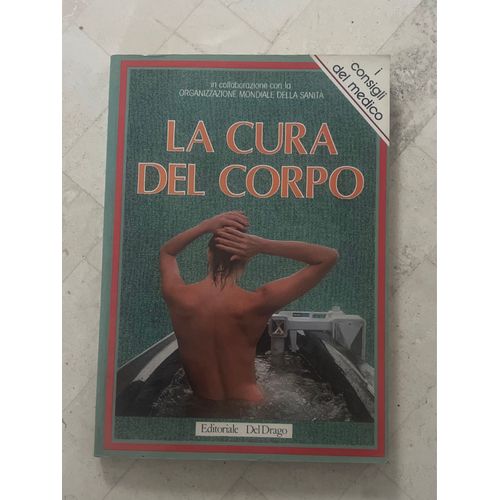 in collaborazione con la
ORGANIZZAZIONE MONDIALE DELLA SANITÀ
i
consigli
del medico
LA CURA
DEL CORPO
Editoriale Del Drago